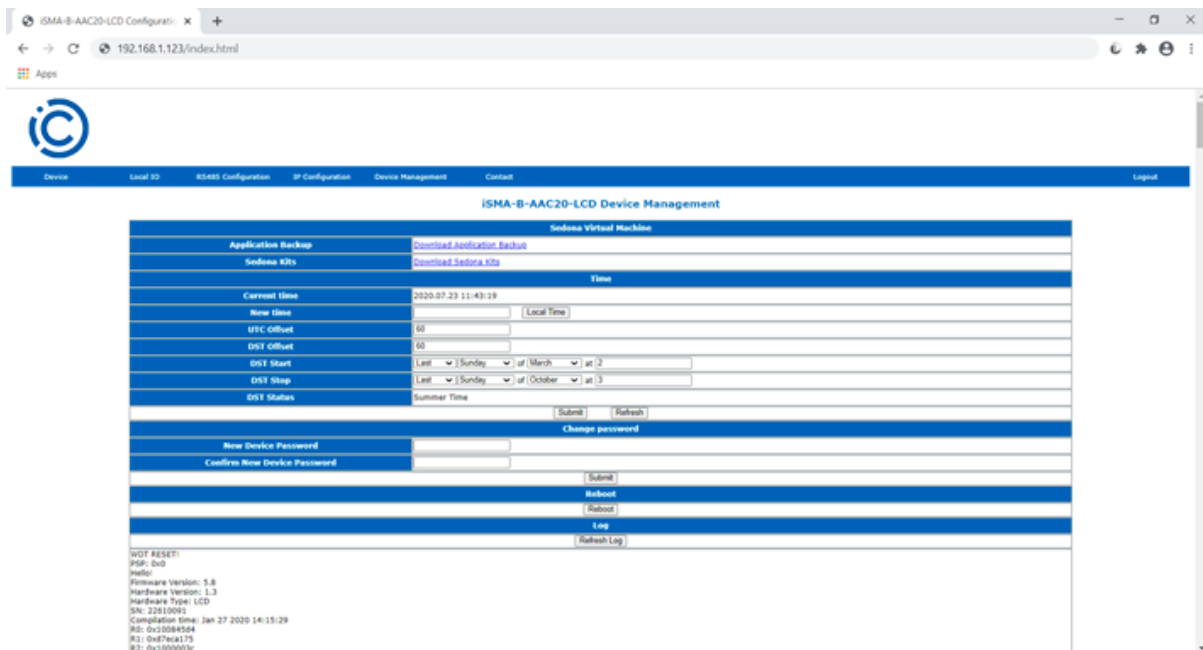 iSMA-B-AAC20-LCD Configuratio
192.168.1.123/index.html
Apps
Device Local IO RS485 Configuration IP Configuration Device Management Contact Logout
iSMA-B-AAC20-LCD Device Management
Sedona Virtual Machine
Application Backup Download Application Backup
Sedona Kits Download Sedona Kits
Time
Current time 2020.07.23 11:43:19
New time Local Time
UTC Offset 60
DST Offset 60
DST Start Last Sunday of March at 2
DST Stop Last Sunday of October at 3
DST Status Summer Time
Submit Refresh
Change password
New Device Password
Confirm New Device Password
Submit
Reboot
Reboot
Log
Refresh Log
WDT RESET!
PSP: 0x0
Hello!
Firmware Version: 5.8
Hardware Version: 1.3
Hardware Type: LCD
SN: 22610091
Compilation time: Jan 27 2020 14:15:29
R0: 0x100845d4
R1: 0xd7eca175
R2: 0x1000003c